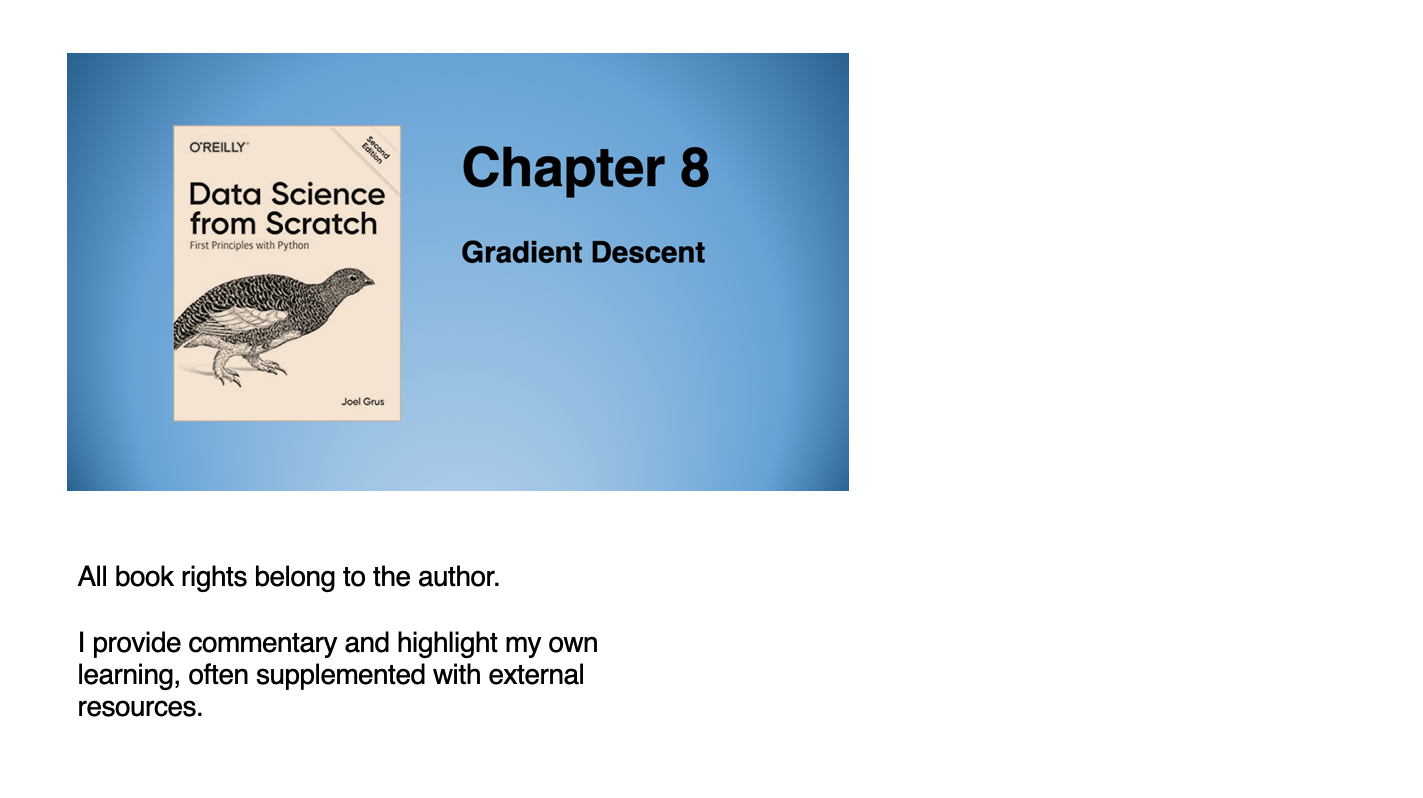 O'REILLY®
Second
Edition
Data Science
from Scratch
First Principles with Python
Joel Grus
Chapter 8
Gradient Descent
All book rights belong to the author.
I provide commentary and highlight my own
learning, often supplemented with external
resources.